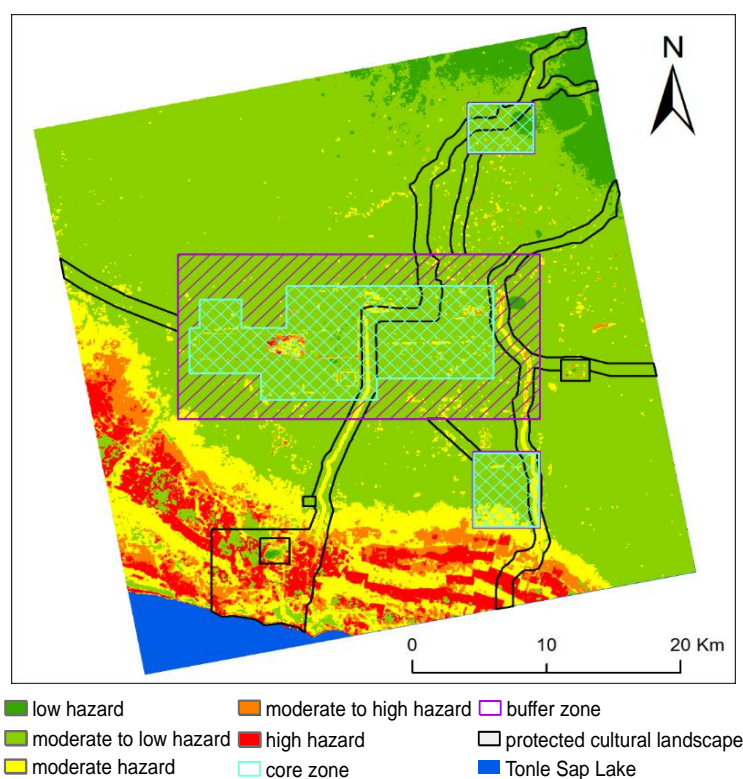 N
0 10 20 Km
low hazard moderate to high hazard buffer zone
moderate to low hazard high hazard protected cultural landscape
moderate hazard core zone Tonle Sap Lake